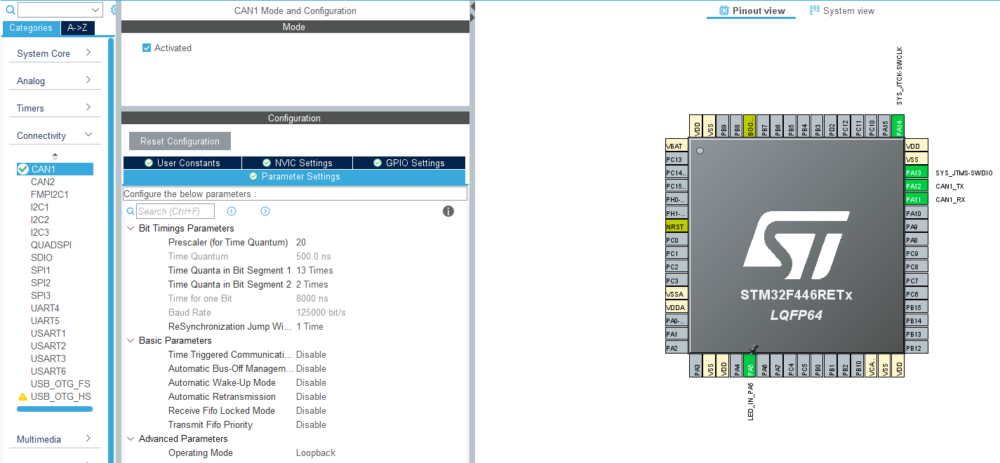 CAN1 Mode and Configuration
Pinout view
System view
Categories
A->Z
Mode
System Core
Activated
Analog
Timers
Connectivity
CAN1
CAN2
FMPI2C1
I2C1
I2C2
I2C3
QUADSPI
SDIO
SPI1
SPI2
SPI3
UART4
UART5
USART1
USART2
USART3
USART6
USB_OTG_FS
USB_OTG_HS
Multimedia
Configuration
Reset Configuration
User Constants
NVIC Settings
GPIO Settings
Parameter Settings
Configure the below parameters :
Search (Ctrl+F)
Bit Timings Parameters
Prescaler (for Time Quantum) 20
Time Quantum 500.0 ns
Time Quanta in Bit Segment 1 13 Times
Time Quanta in Bit Segment 2 2 Times
Time for one Bit 8000 ns
Baud Rate 125000 bit/s
ReSynchronization Jump Wi... 1 Time
Basic Parameters
Time Triggered Communicati... Disable
Automatic Bus-Off Managem... Disable
Automatic Wake-Up Mode Disable
Automatic Retransmission Disable
Receive Fifo Locked Mode Disable
Transmit Fifo Priority Disable
Advanced Parameters
Operating Mode Loopback
SYS_JTCK-SWCLK
VDD
VSS
PB9
PB8
BOO...
PB7
PB6
PB5
PB4
PB3
PD2
PC12
PC11
PC10
PA15
PA14
VBAT
PC13
PC14..
PC15..
PH0-..
PH1-..
NRST
PC0
PC1
PC2
PC3
VSSA
VDDA
PA0-..
PA1
PA2
STM32F446RETx
LQFP64
VDD
VSS
PA13 SYS_JTMS-SWDIO
PA12 CAN1_TX
PA11 CAN1_RX
PA10
PA9
PA8
PC9
PC8
PC7
PC6
PB15
PB14
PB13
PB12
PA3
VSS
VDD
PA4
PA5
PA6
PA7
PC4
PC5
PB0
PB1
PB2
PB10
VCA..
VSS
VDD
LED_IN_PA5